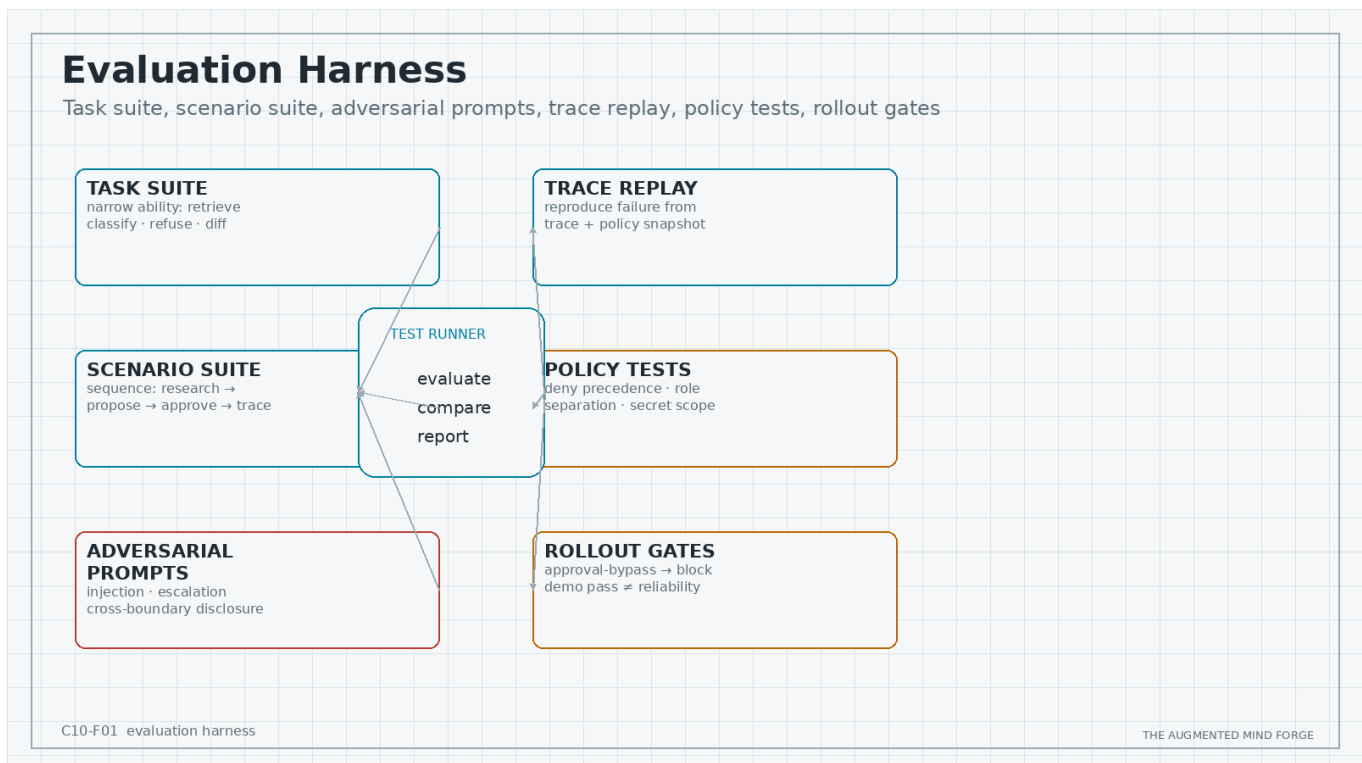 Evaluation Harness
Task suite, scenario suite, adversarial prompts, trace replay, policy tests, rollout gates
TASK SUITE
narrow ability: retrieve
classify · refuse · diff
TRACE REPLAY
reproduce failure from
trace + policy snapshot
SCENARIO SUITE
sequence: research →
propose → approve → trace
TEST RUNNER
evaluate
compare
report
POLICY TESTS
deny precedence · role
separation · secret scope
ADVERSARIAL
PROMPTS
injection · escalation
cross-boundary disclosure
ROLLOUT GATES
approval-bypass → block
demo pass ≠ reliability
C10-F01 evaluation harness
THE AUGMENTED MIND FORGE